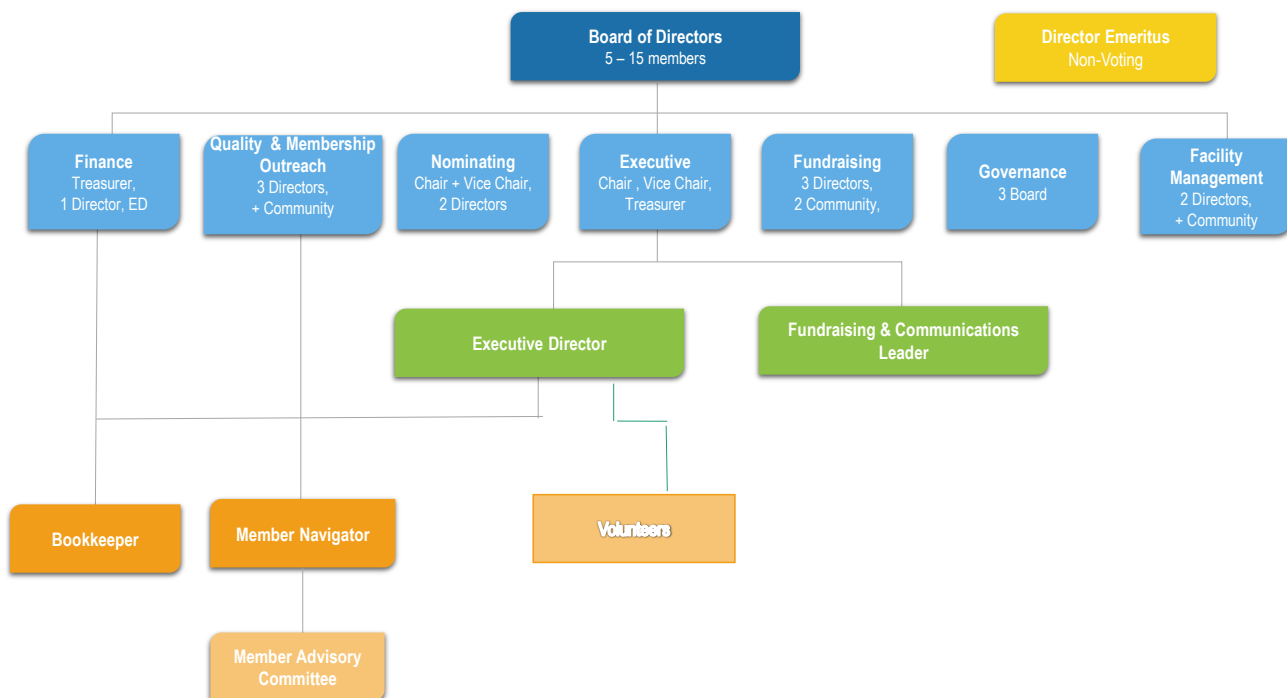 Board of Directors
5 – 15 members
Director Emeritus
Non-Voting
Finance
Treasurer,
1 Director, ED
Quality & Membership
Outreach
3 Directors,
+ Community
Nominating
Chair + Vice Chair,
2 Directors
Executive
Chair , Vice Chair,
Treasurer
Fundraising
3 Directors,
2 Community,
Governance
3 Board
Facility
Management
2 Directors,
+ Community
Executive Director
Fundraising & Communications
Leader
Bookkeeper
Member Navigator
Volunteers
Member Advisory
Committee